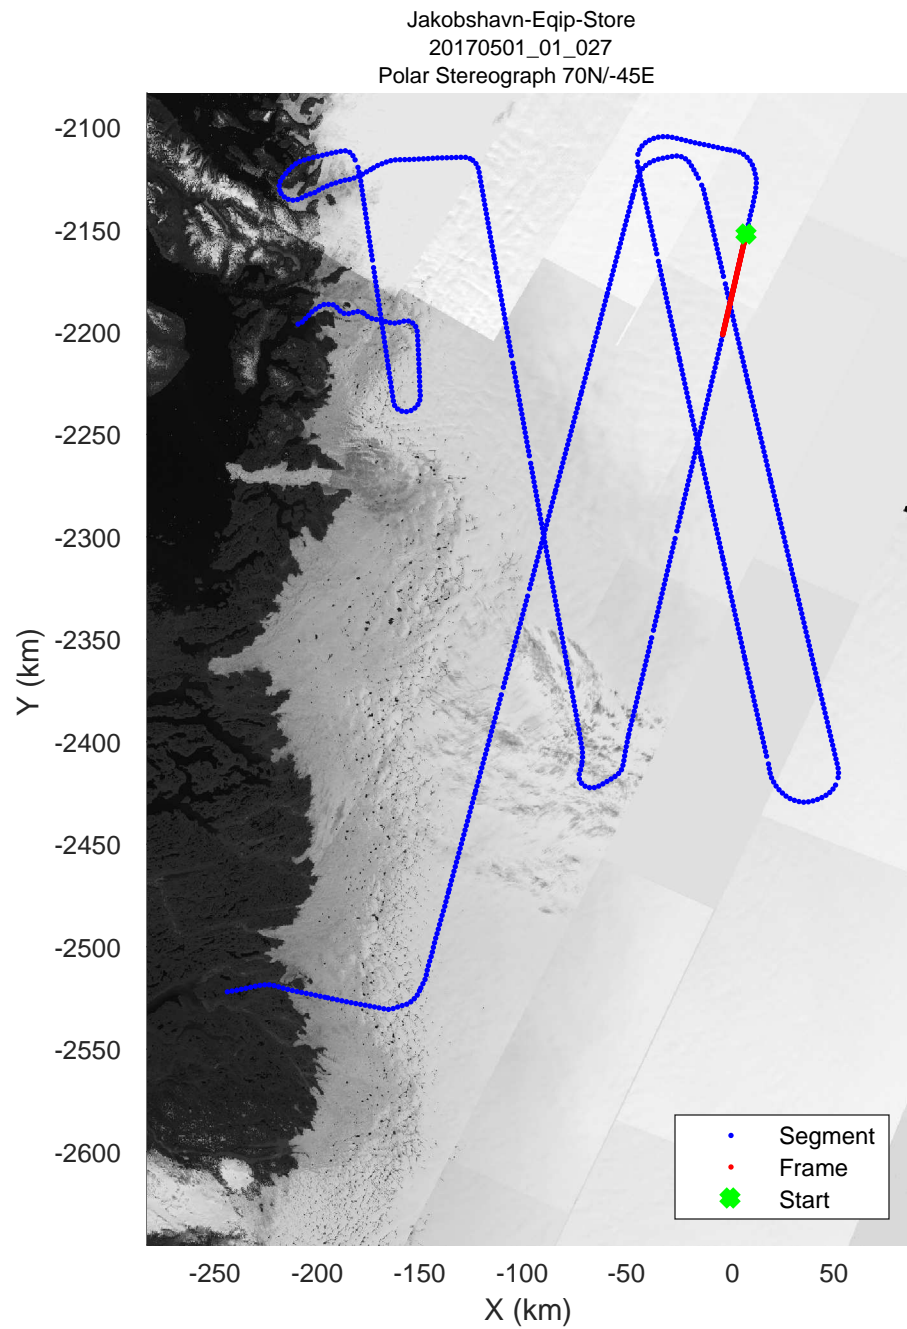 Jakobshavn-Eqip-Store
20170501_01_027
Polar Stereograph 70N/-45E
-2100
-2150
-2200
-2250
-2300
-2350
-2400
-2450
-2500
-2550
-2600
Y (km)
Segment
Frame
Start
-250 -200 -150 -100 -50 0 50
X (km)